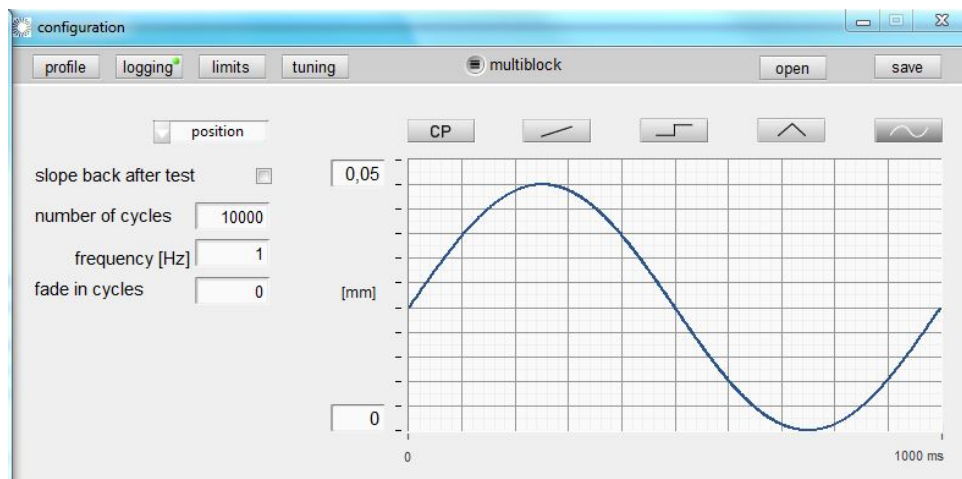 configuration
profile logging limits tuning multiblock open save
position CP
slope back after test 0,05
number of cycles 10000
frequency [Hz] 1
fade in cycles 0 [mm]
0
0 1000 ms